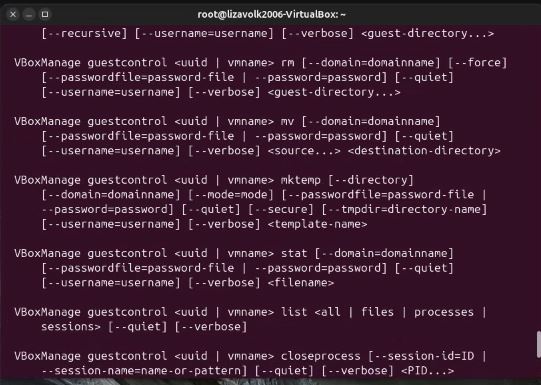 root@lizavolk2006-VirtualBox: ~
[--recursive] [--username=username] [--verbose] <guest-directory...>
VBoxManage guestcontrol <uuid | vmname> rm [--domain=domainname] [--force]
[--passwordfile=password-file | --password=password] [--quiet]
[--username=username] [--verbose] <guest-directory...>
VBoxManage guestcontrol <uuid | vmname> mv [--domain=domainname]
[--passwordfile=password-file | --password=password] [--quiet]
[--username=username] [--verbose] <source...> <destination-directory>
VBoxManage guestcontrol <uuid | vmname> mktemp [--directory]
[--domain=domainname] [--mode=mode] [--passwordfile=password-file |
--password=password] [--quiet] [--secure] [--tmpdir=directory-name]
[--username=username] [--verbose] <template-name>
VBoxManage guestcontrol <uuid | vmname> stat [--domain=domainname]
[--passwordfile=password-file | --password=password] [--quiet]
[--username=username] [--verbose] <filename>
VBoxManage guestcontrol <uuid | vmname> list <all | files | processes |
sessions> [--quiet] [--verbose]
VBoxManage guestcontrol <uuid | vmname> closeprocess [--session-id=ID |
--session-name=name-or-pattern] [--quiet] [--verbose] <PID...>